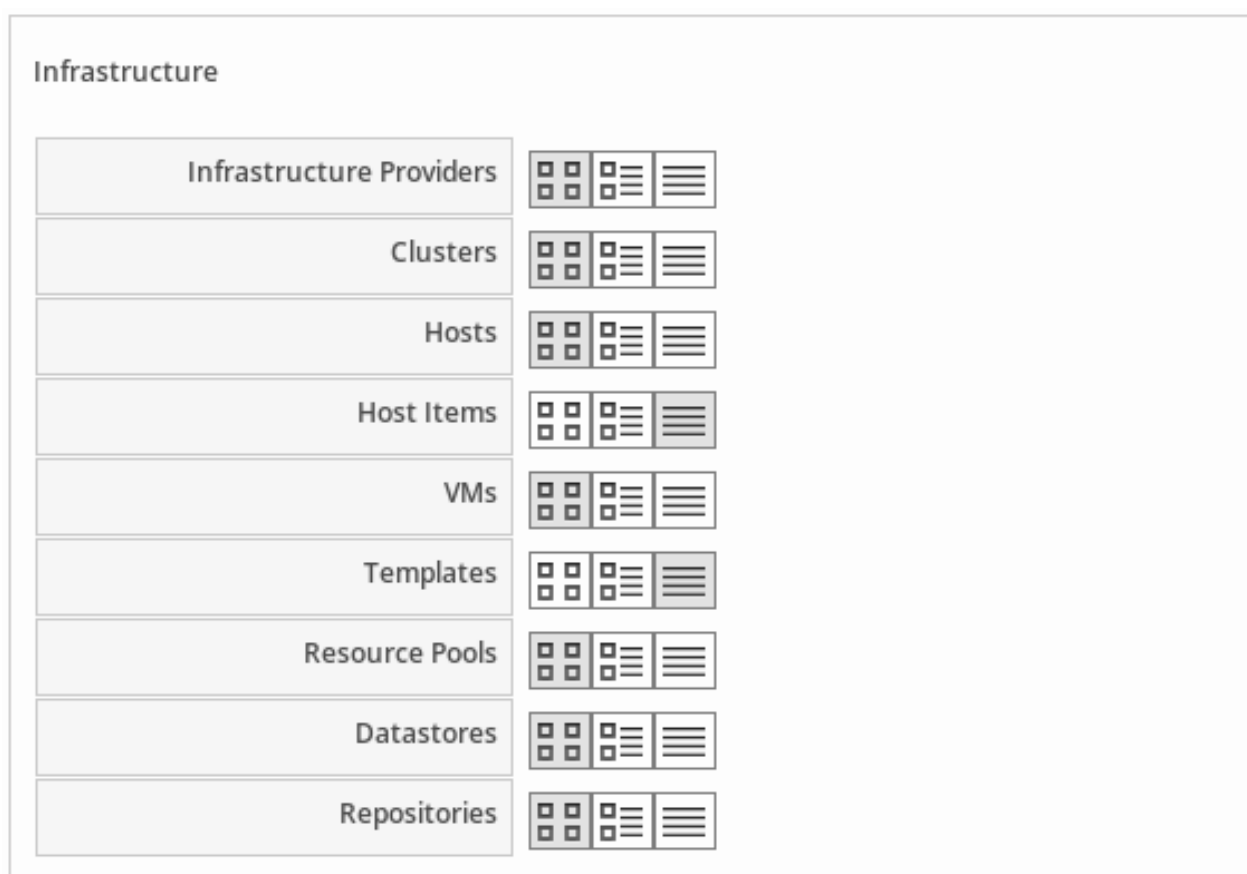 Infrastructure
Infrastructure Providers
Clusters
Hosts
Host Items
VMs
Templates
Resource Pools
Datastores
Repositories